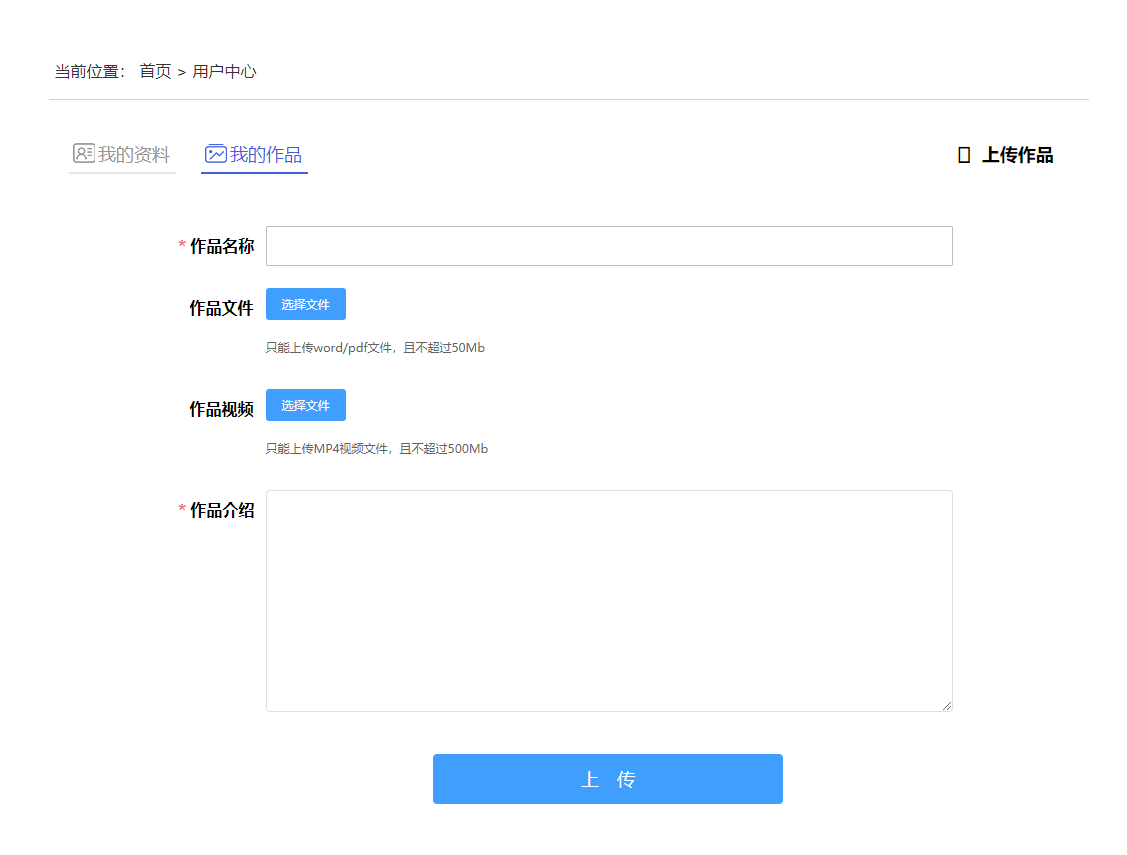 当前位置： 首页 > 用户中心
我的资料 我的作品 上传作品
* 作品名称
作品文件 选择文件
只能上传word/pdf文件，且不超过50Mb
作品视频 选择文件
只能上传MP4视频文件，且不超过500Mb
* 作品介绍
上 传